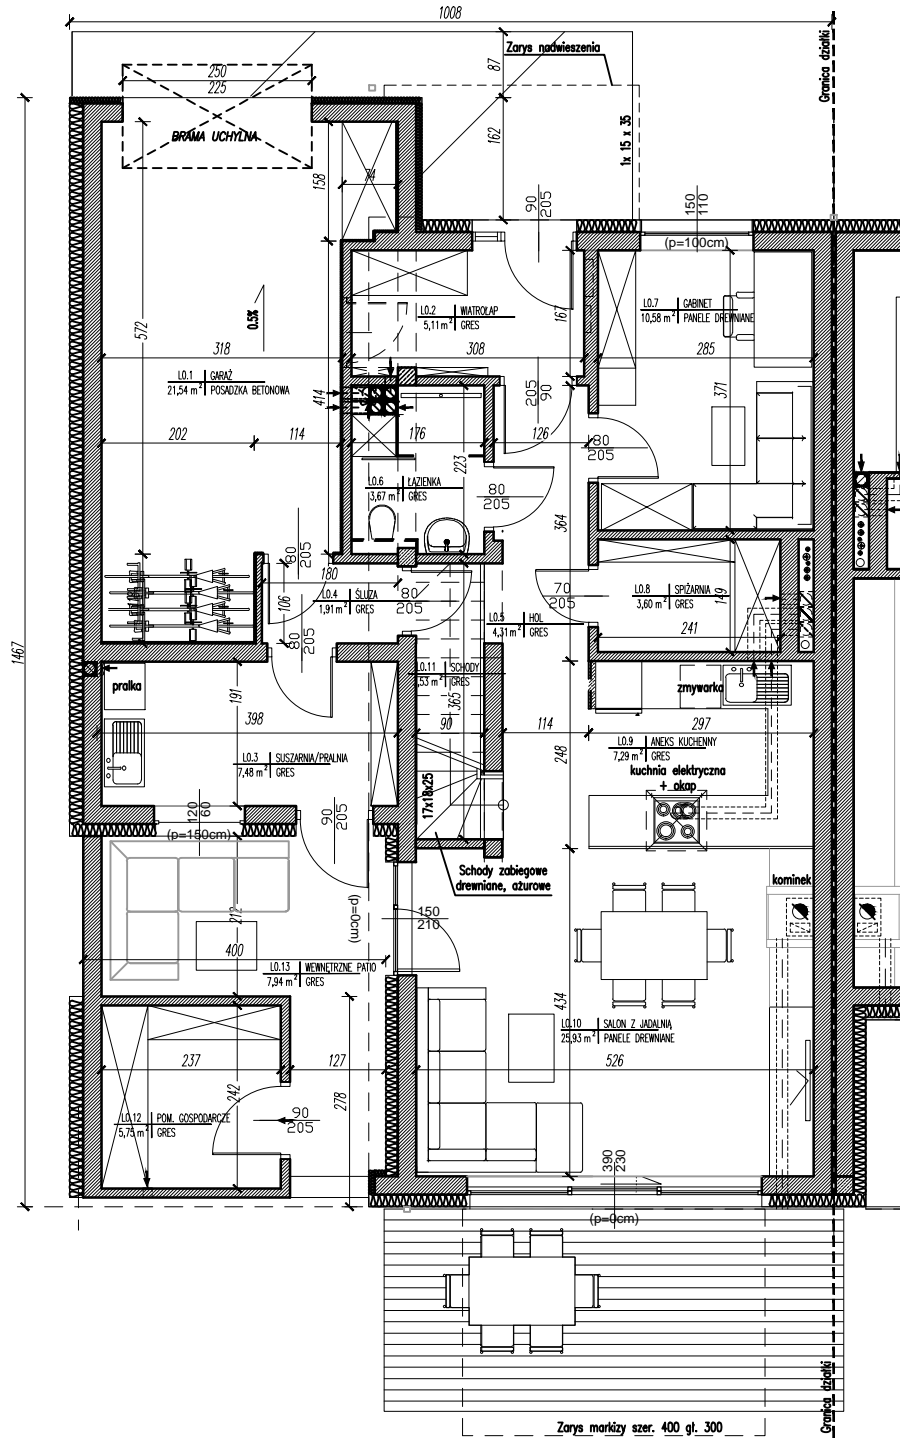 1008
Zarys nadwieszenia
Granica działki
87
250
225
BRAMA UCHYLNA
162
1x 15 x 35
158
74
90
205
150
110
(p=100cm)
L0.2 WIATROŁAP
5,11 m² GRES
167
L0.7 GABINET
10,58 m² PANELE DREWNIANE
572
0.5%
318
308
285
L0.1 GARAŻ
21,54 m² POSADZKA BETONOWA
414
205
90
371
202
114
176
126
80
205
223
L0.6 ŁAZIENKA
3,67 m² GRES
80
205
364
80
205
180
70
205
L0.4 ŚLUZA
1,91 m² GRES
80
205
106
L0.8 SPIŻARNIA
3,60 m² GRES
149
L0.5 HOL
4,31 m² GRES
241
80
205
1467
L0.11 SCHODY
,53 m² GRES
pralka
191
365
zmywarka
398
90
114
297
L0.9 ANEKS KUCHENNY
7,29 m² GRES
248
L0.3 SUSZARNIA/PRALNIA
7,48 m² GRES
kuchnia elektryczna
+ okap
17x18x25
120
60
90
205
(p=150cm)
Schody zabiegowe
drewniane, ażurowe
kominek
212
(p=0cm)
150
210
400
L0.13 WEWNĘTRZNE PATIO
7,94 m² GRES
434
L0.10 SALON Z JADALNIĄ
25,93 m² PANELE DREWNIANE
237
127
526
242
278
L0.12 POM. GOSPODARCZE
5,75 m² GRES
90
205
390
230
(p=0cm)
Granica działki
Zarys markizy szer. 400 gł. 300